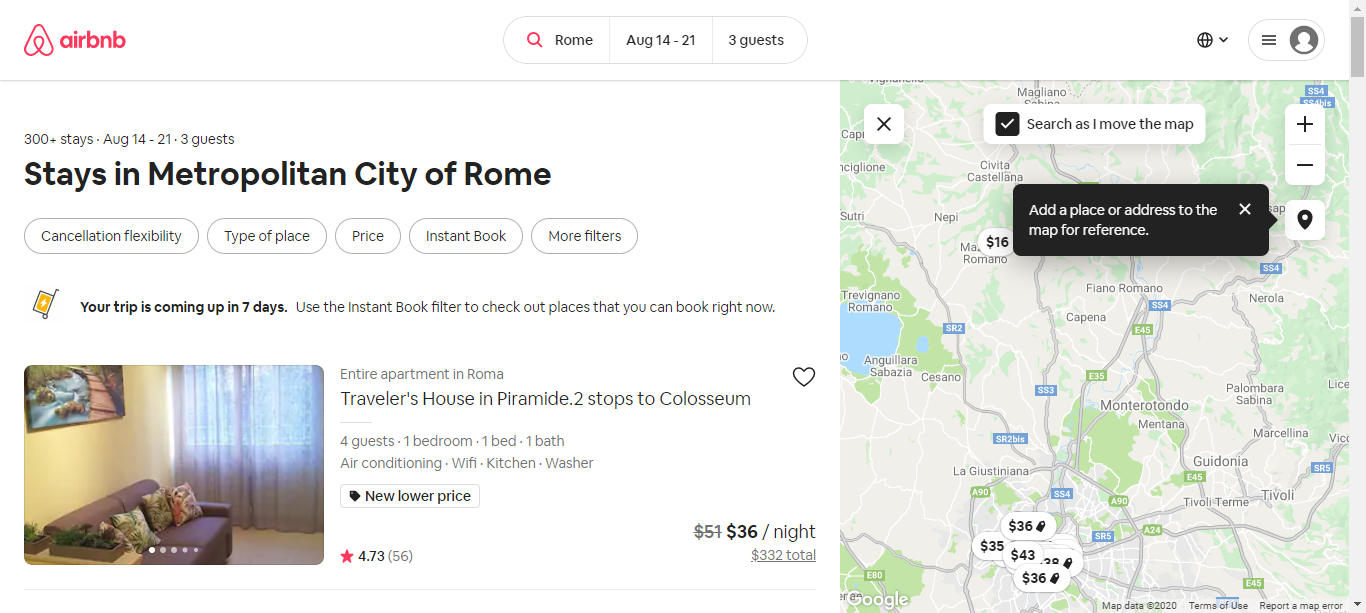 airbnb
Rome
Aug 14 - 21
3 guests
300+ stays · Aug 14 - 21 · 3 guests
Stays in Metropolitan City of Rome
Cancellation flexibility
Type of place
Price
Instant Book
More filters
Your trip is coming up in 7 days. Use the Instant Book filter to check out places that you can book right now.
Entire apartment in Roma
Traveler's House in Piramide.2 stops to Colosseum
4 guests · 1 bedroom · 1 bed · 1 bath
Air conditioning · Wifi · Kitchen · Washer
New lower price
$51 $36 / night
4.73 (56)
$332 total
Magliano
Sabina
SS4
SS4bis
Search as I move the map
Civita
Castellana
Add a place or address to the
map for reference.
Sutri
Nepi
$16
Romano
SS4
Fiano Romano
Trevignano
Romano
SS4
Nerola
Capena
SR2
E45
Anguillara
Sabazia
Cesano
E35
SS3
Palombara
Sabina
Monterotondo
Mentana
SR2bis
Marcellina
La Giustiniana
Guidonia
SR5
E45
A90
SS4
A90
Tivoli Terme
Tivoli
$36
A24
$35
SR5
$43
$36
E80
E45
Google
Map data ©2020
Terms of Use
Report a map error